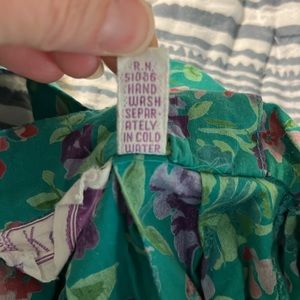 R.N.
51086
HAND
WASH
SEPAR-
ATELY
IN COLD
WATER